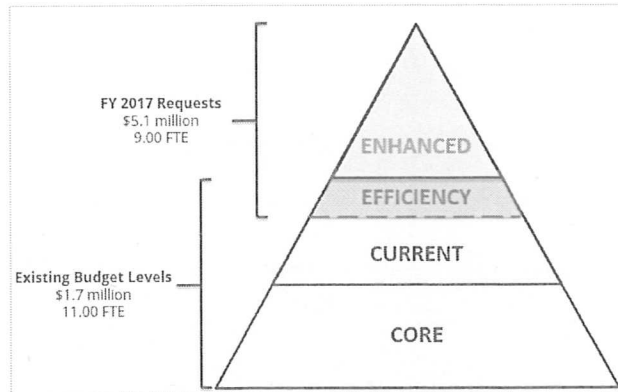 FY 2017 Requests
$5.1 million
9.00 FTE
ENHANCED
EFFICIENCY
CURRENT
Existing Budget Levels
$1.7 million
11.00 FTE
CORE